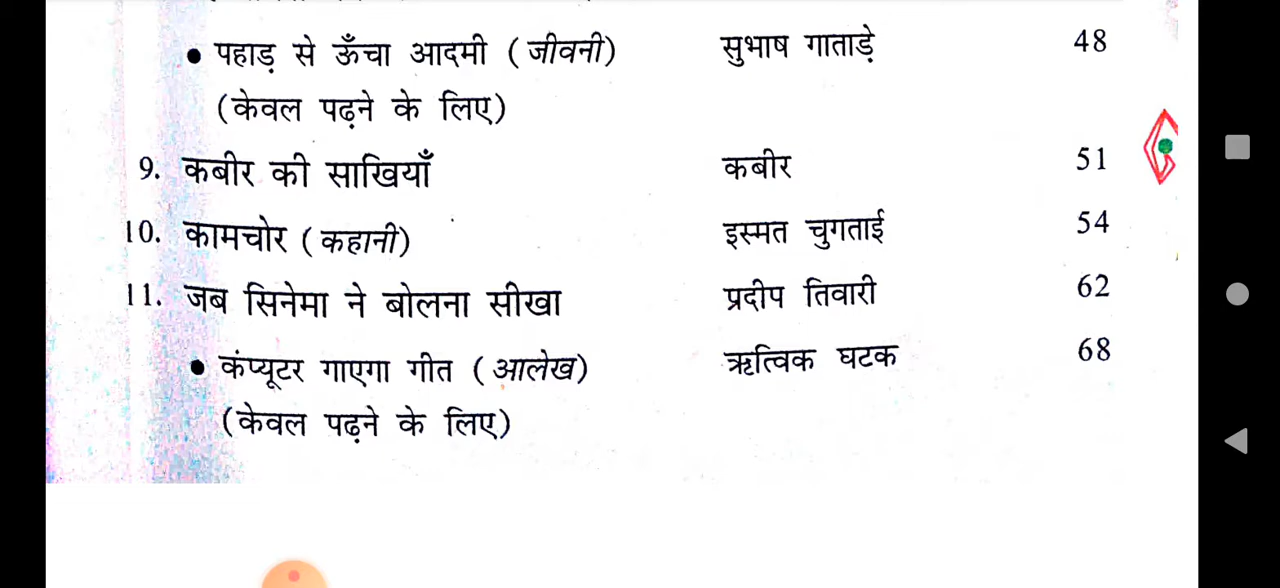 • पहाड़ से ऊँचा आदमी (जीवनी) सुभाष गाताड़े 48
(केवल पढ़ने के लिए)
9. कबीर की साखियाँ कबीर 51
10. कामचोर (कहानी) इस्मत चुगताई 54
11. जब सिनेमा ने बोलना सीखा प्रदीप तिवारी 62
• कंप्यूटर गाएगा गीत (आलेख) ऋत्विक घटक 68
(केवल पढ़ने के लिए)